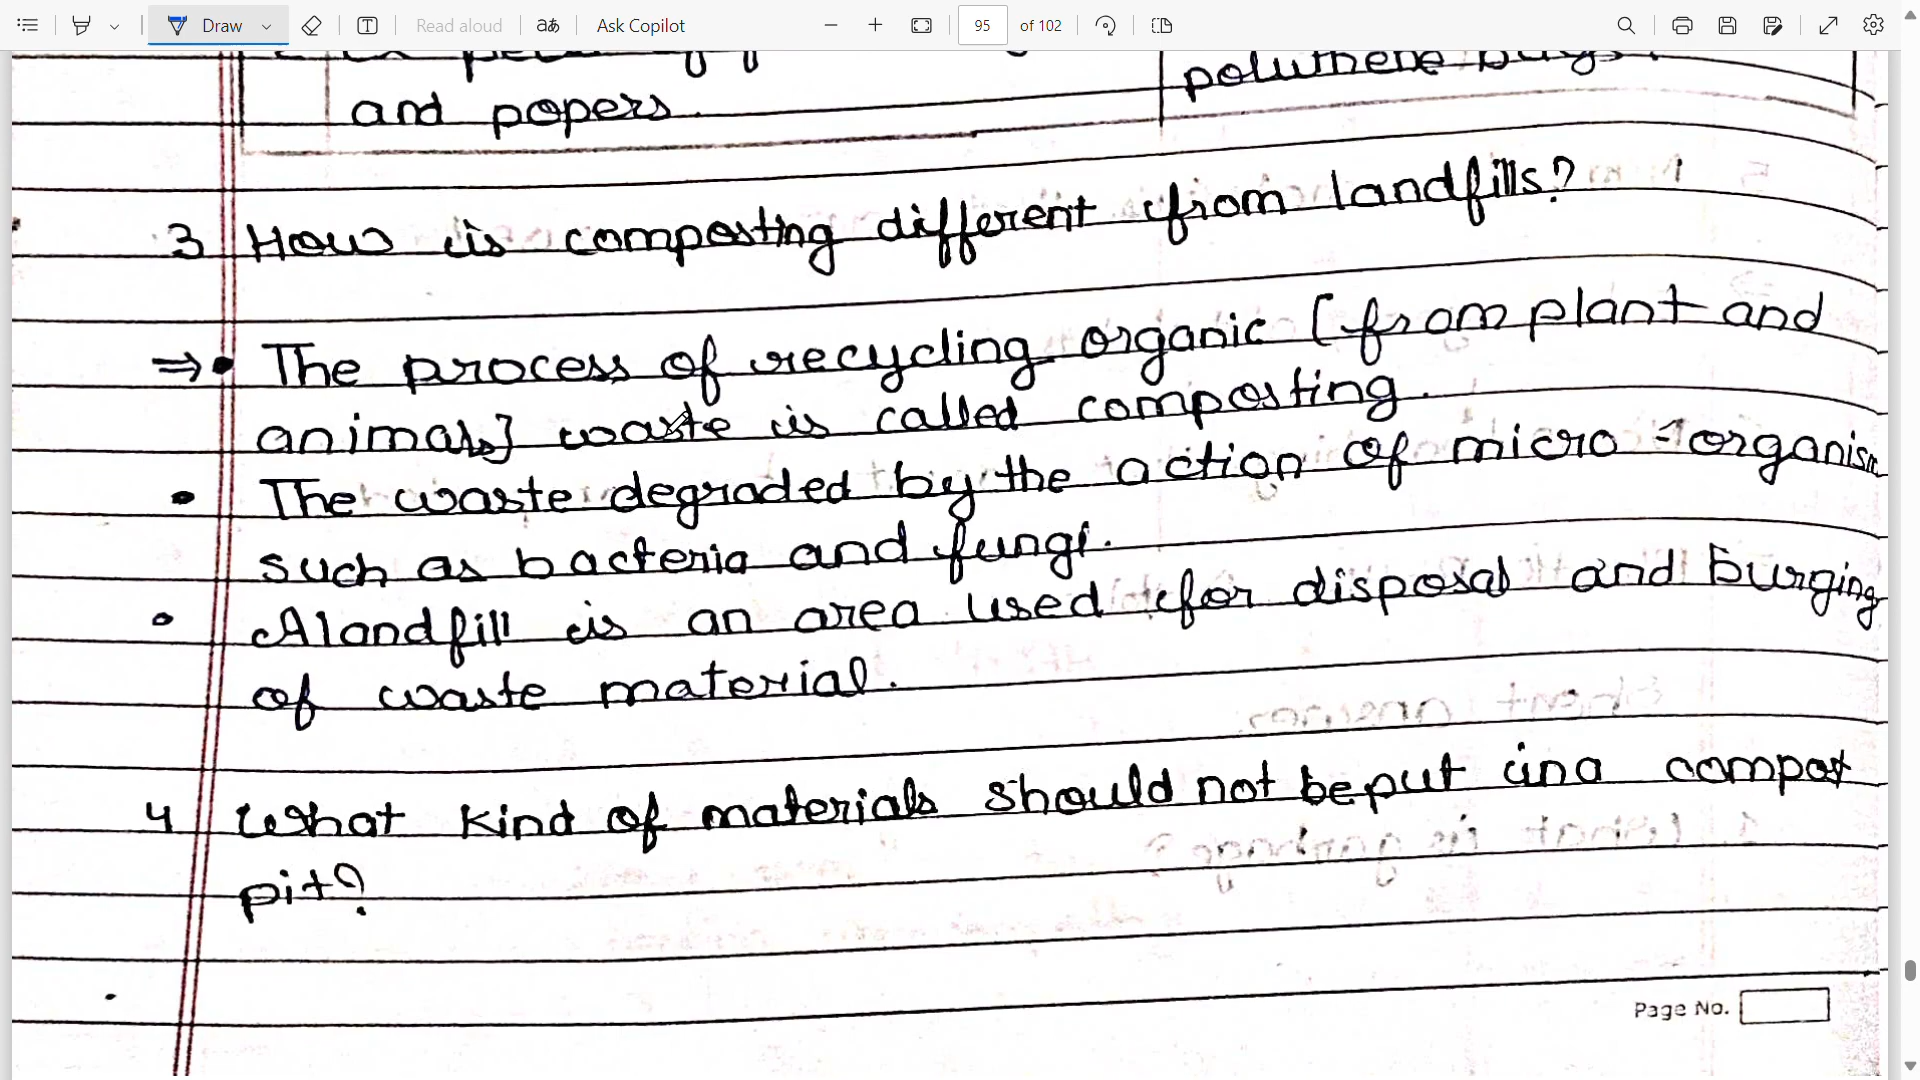 Draw
Read aloud
Ask Copilot
95 of 102
polythene bags.
and popers.
3 How is composting different from landfills?
⇒• The process of recycling organic [from plant and
animals] waste is called composting.
• The waste degraded by the action of micro-organism
such as bacteria and fungi.
• A landfill is an area used for disposal and burging
of waste material.
4 What kind of materials should not be put in a compost
pit?
Page No.